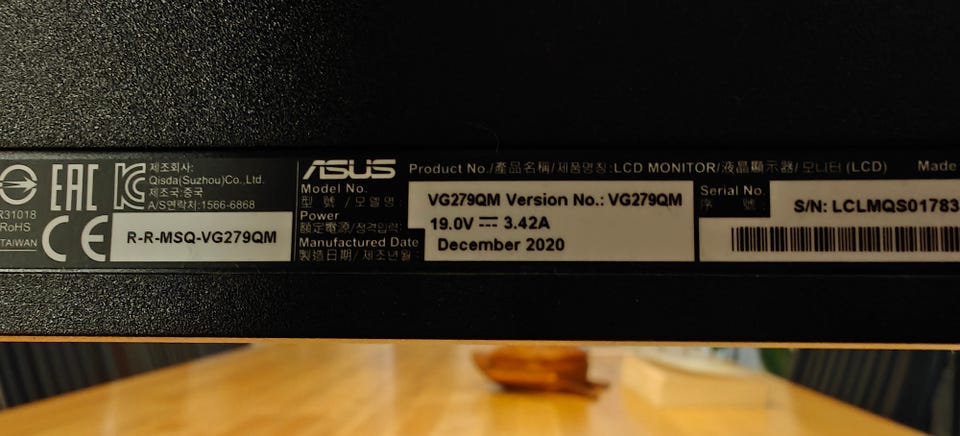 R31018
RoHS
TAIWAN
EAC
CE
제조회사:
Qisda(Suzhou)Co.,Ltd.
제조국:중국
A/S연락처:1566-6868
R-R-MSQ-VG279QM
ASUS
Product No./產品名稱/제품명칭:LCD MONITOR/液晶顯示器/모니터(LCD)
Made
Model No.
型 號 /모델명 :
VG279QM Version No.: VG279QM
Power
額定電源/정격입력:
19.0V ⎓ 3.42A
Manufactured Date
製造日期/ 제조년월 :
December 2020
Serial No.
序 號 :
S/N: LCLMQS01783